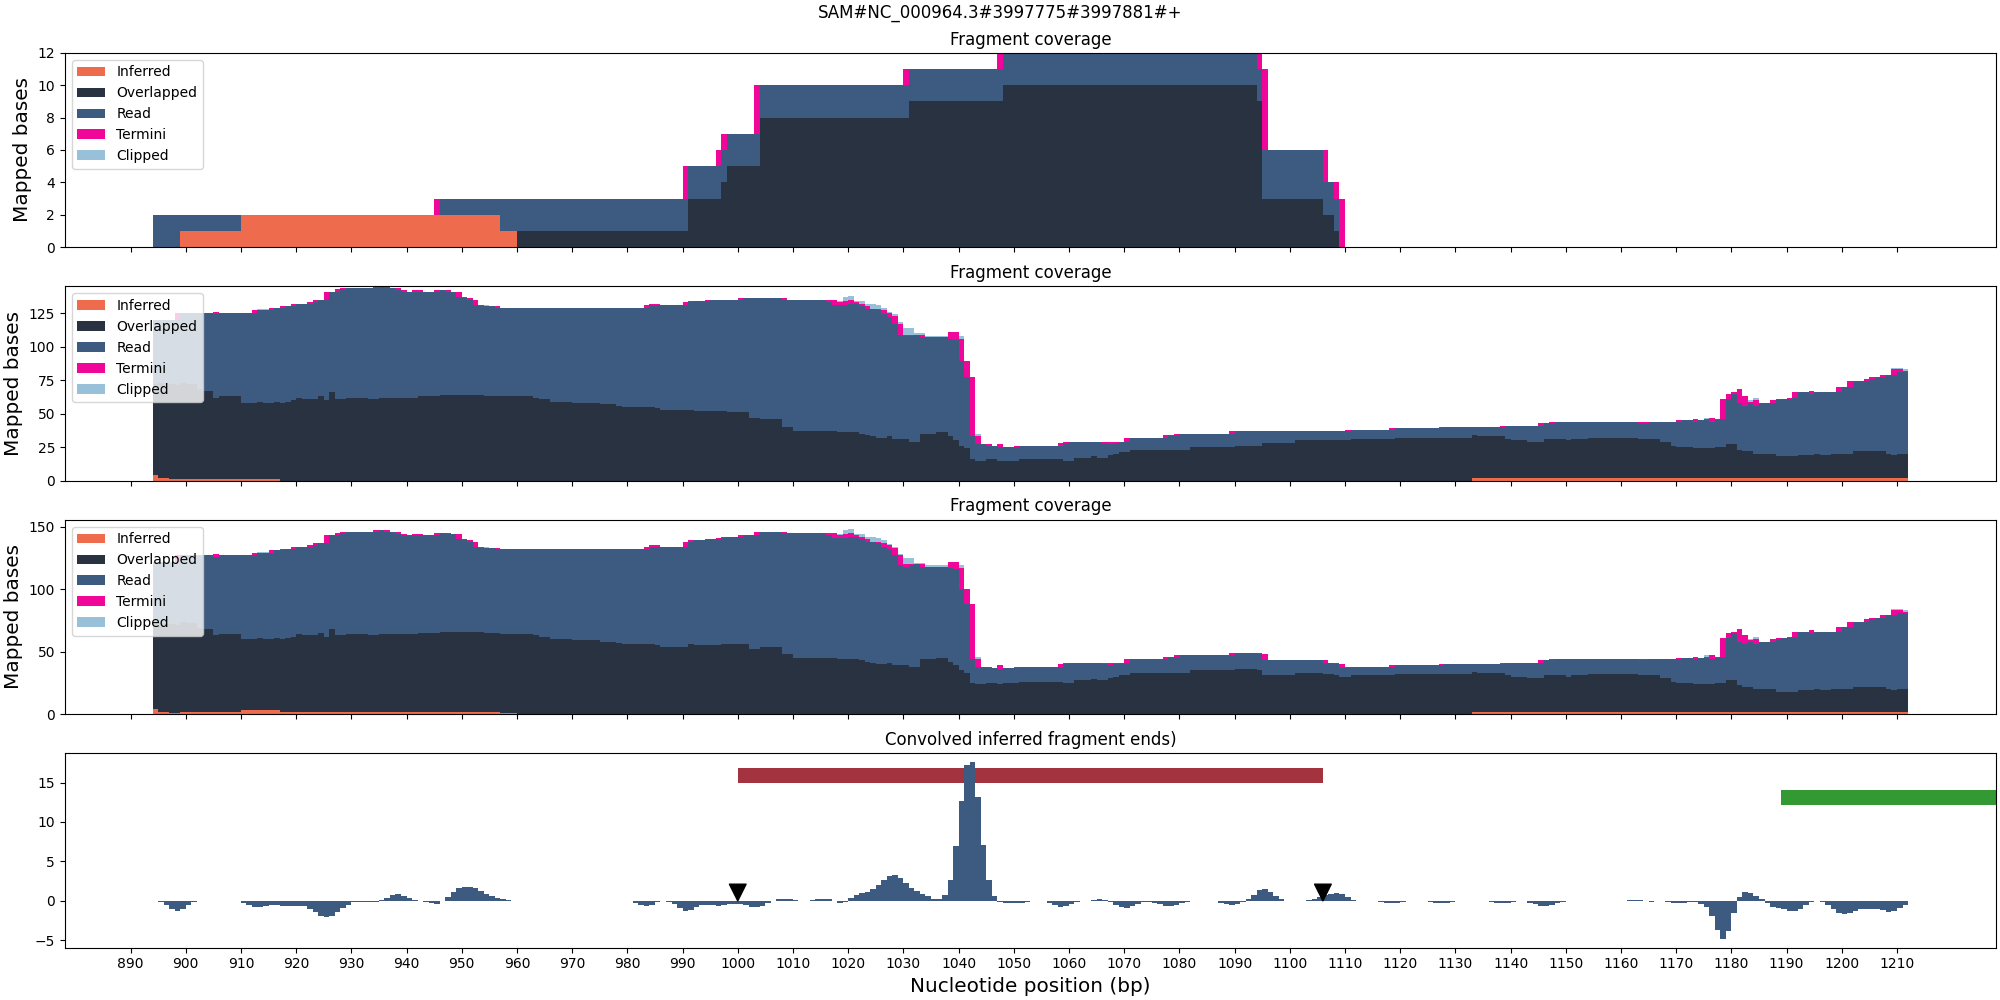 SAM#NC_000964.3#3997775#3997881#+
Fragment coverage
Mapped bases
12
10
8
6
4
2
0
Inferred
Overlapped
Read
Termini
Clipped
Fragment coverage
Mapped bases
125
100
75
50
25
0
Inferred
Overlapped
Read
Termini
Clipped
Fragment coverage
Mapped bases
150
100
50
0
Inferred
Overlapped
Read
Termini
Clipped
Convolved inferred fragment ends)
15
10
5
0
−5
890 900 910 920 930 940 950 960 970 980 990 1000 1010 1020 1030 1040 1050 1060 1070 1080 1090 1100 1110 1120 1130 1140 1150 1160 1170 1180 1190 1200 1210
Nucleotide position (bp)